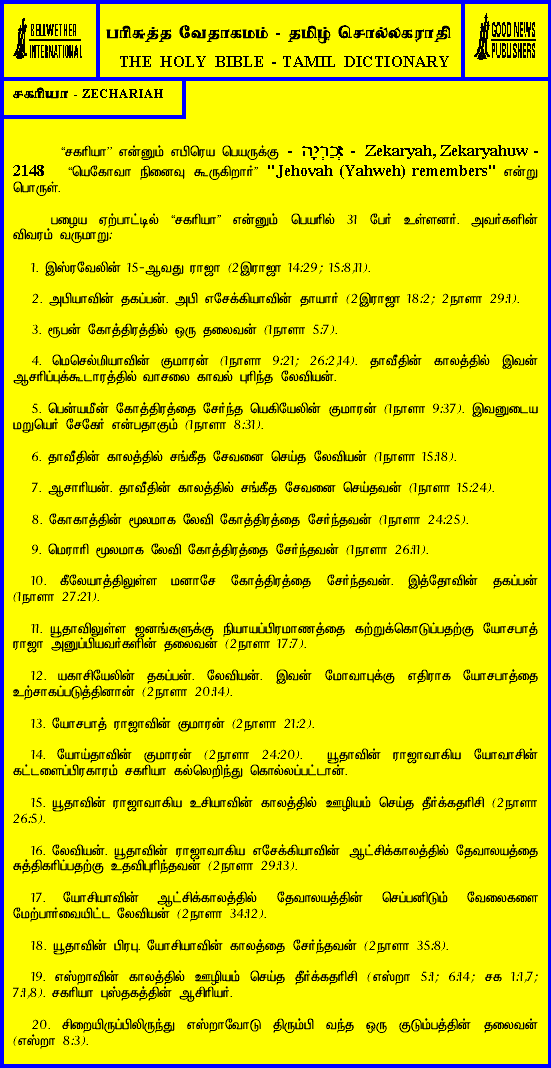 BELLWETHER
INTERNATIONAL
பரிசுத்த வேதாகமம் - தமிழ் சொல்லகராதி
THE HOLY BIBLE - TAMIL DICTIONARY
GOOD NEWS
PUBLISHERS
சகரியா - ZECHARIAH
“சகரியா” என்னும் எபிரெய பெயருக்கு - זְכַרְיָה - Zekaryah, Zekaryahuw -
2148 “யெகோவா நினைவு கூருகிறார்” "Jehovah (Yahweh) remembers" என்று
பொருள்.
பழைய ஏற்பாட்டில் “சகரியா” என்னும் பெயரில் 31 பேர் உள்ளனர். அவர்களின்
விவரம் வருமாறு:
1. இஸ்ரவேலின் 15-ஆவது ராஜா (2இராஜா 14:29; 15:8,11).
2. அபியாவின் தகப்பன். அபி எசேக்கியாவின் தாயார் (2இராஜா 18:2; 2நாளா 29:1).
3. ரூபன் கோத்திரத்தில் ஒரு தலைவன் (1நாளா 5:7).
4. மெசெல்மியாவின் குமாரன் (1நாளா 9:21; 26:2,14). தாவீதின் காலத்தில் இவன்
ஆசரிப்புக்கூடாரத்தில் வாசலை காவல் புரிந்த லேவியன்.
5. பென்யமீன் கோத்திரத்தை சேர்ந்த யெகியேலின் குமாரன் (1நாளா 9:37). இவனுடைய
மறுபெயர் சேகேர் என்பதாகும் (1நாளா 8:31).
6. தாவீதின் காலத்தில் சங்கீத சேவனை செய்த லேவியன் (1நாளா 15:18).
7. ஆசாரியன். தாவீதின் காலத்தில் சங்கீத சேவனை செய்தவன் (1நாளா 15:24).
8. கோகாத்தின் மூலமாக லேவி கோத்திரத்தை சேர்ந்தவன் (1நாளா 24:25).
9. மெராரி மூலமாக லேவி கோத்திரத்தை சேர்ந்தவன் (1நாளா 26:11).
10. கீலேயாத்திலுள்ள மனாசே கோத்திரத்தை சேர்ந்தவன். இத்தோவின் தகப்பன்
(1நாளா 27:21).
11. யூதாவிலுள்ள ஜனங்களுக்கு நியாயப்பிரமாணத்தை கற்றுக்கொடுப்பதற்கு யோசபாத்
ராஜா அனுப்பியவர்களின் தலைவன் (2நாளா 17:7).
12. யகாசியேலின் தகப்பன். லேவியன். இவன் மோவாபுக்கு எதிராக யோசபாத்தை
உற்சாகப்படுத்தினான் (2நாளா 20:14).
13. யோசபாத் ராஜாவின் குமாரன் (2நாளா 21:2).
14. யோய்தாவின் குமாரன் (2நாளா 24:20). யூதாவின் ராஜாவாகிய யோவாசின்
கட்டளைப்பிரகாரம் சகரியா கல்லெறிந்து கொல்லப்பட்டான்.
15. யூதாவின் ராஜாவாகிய உசியாவின் காலத்தில் ஊழியம் செய்த தீர்க்கதரிசி (2நாளா
26:5).
16. லேவியன். யூதாவின் ராஜாவாகிய எசேக்கியாவின் ஆட்சிக்காலத்தில் தேவாலயத்தை
சுத்திகரிப்பதற்கு உதவிபுரிந்தவன் (2நாளா 29:13).
17. யோசியாவின் ஆட்சிக்காலத்தில் தேவாலயத்தின் செப்பனிடும் வேலைகளை
மேற்பார்வையிட்ட லேவியன் (2நாளா 34:12).
18. யூதாவின் பிரபு. யோசியாவின் காலத்தை சேர்ந்தவன் (2நாளா 35:8).
19. எஸ்றாவின் காலத்தில் ஊழியம் செய்த தீர்க்கதரிசி (எஸ்றா 5:1; 6:14; சக 1:1,7;
7:1,8). சகரியா புஸ்தகத்தின் ஆசிரியர்.
20. சிறையிருப்பிலிருந்து எஸ்றாவோடு திரும்பி வந்த ஒரு குடும்பத்தின் தலைவன்
(எஸ்றா 8:3).